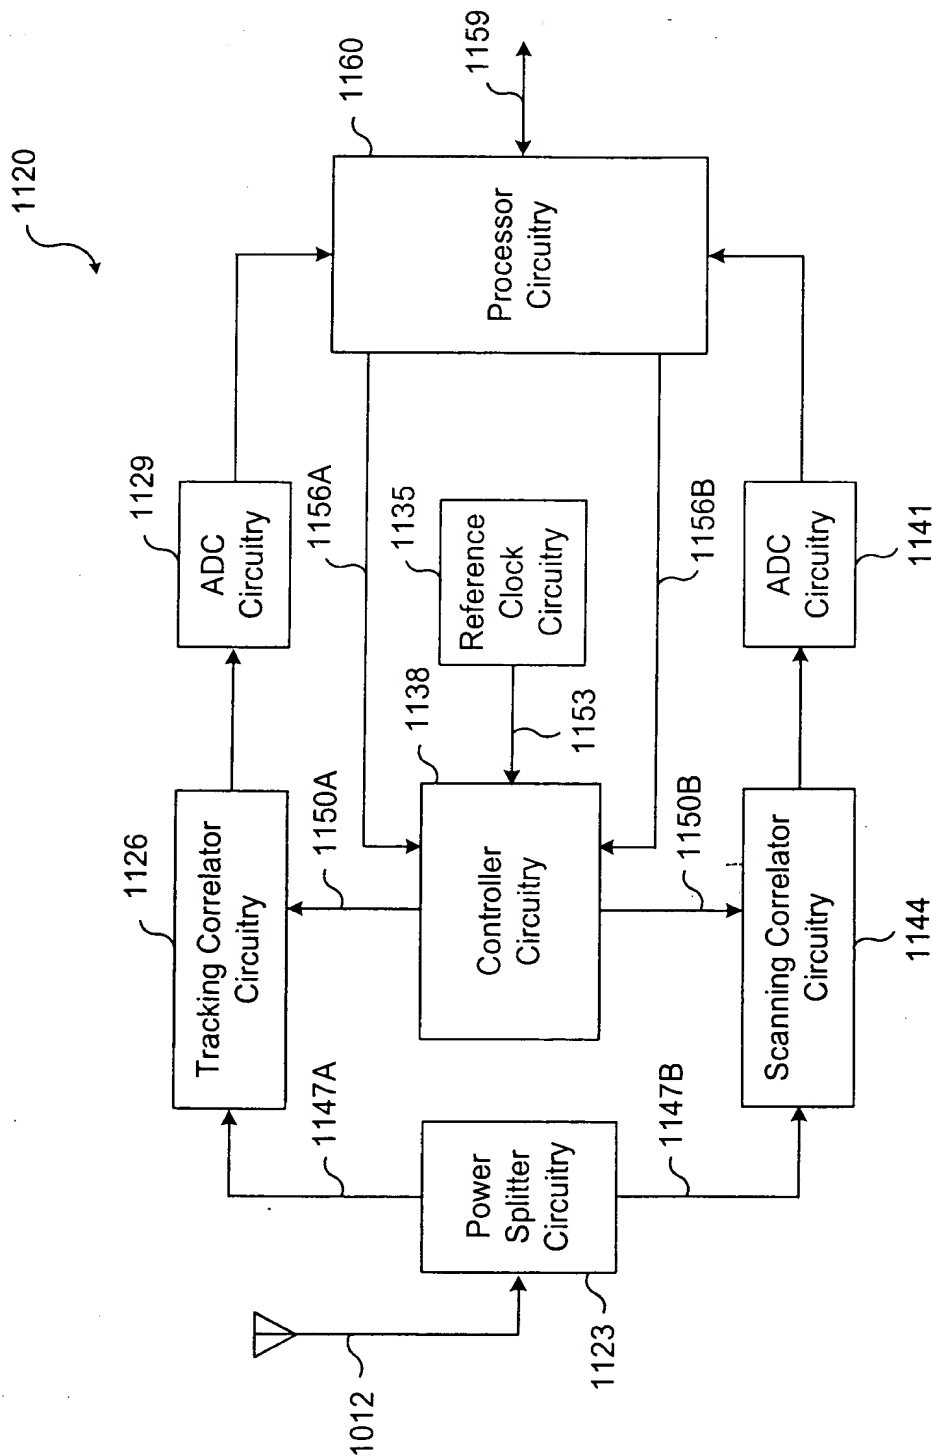 1120
1160
1159
Processor
Circuitry
1129
ADC
Circuitry
1156A
1135
Reference
Clock
Circuitry
1156B
ADC
Circuitry
1141
1126
Tracking Correlator
Circuitry
1150A
1138
Controller
Circuitry
1153
1150B
Scanning Correlator
Circuitry
1144
1147A
Power
Splitter
Circuitry
1147B
1123
1012